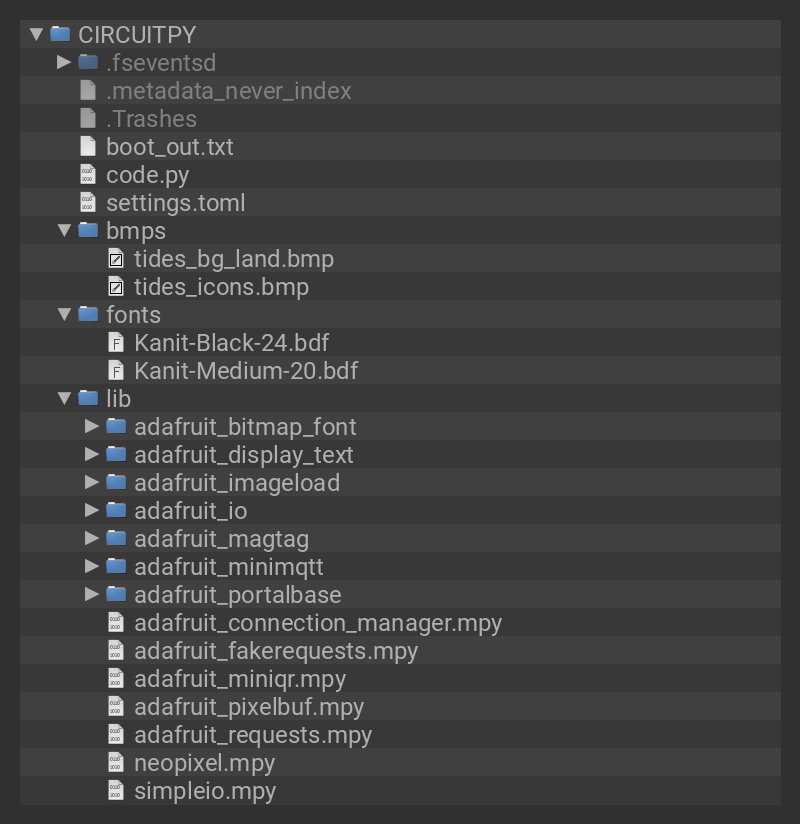 CIRCUITPY
.fseventsd
.metadata_never_index
.Trashes
boot_out.txt
code.py
settings.toml
bmps
tides_bg_land.bmp
tides_icons.bmp
fonts
Kanit-Black-24.bdf
Kanit-Medium-20.bdf
lib
adafruit_bitmap_font
adafruit_display_text
adafruit_imageload
adafruit_io
adafruit_magtag
adafruit_minimqtt
adafruit_portalbase
adafruit_connection_manager.mpy
adafruit_fakerequests.mpy
adafruit_miniqr.mpy
adafruit_pixelbuf.mpy
adafruit_requests.mpy
neopixel.mpy
simpleio.mpy